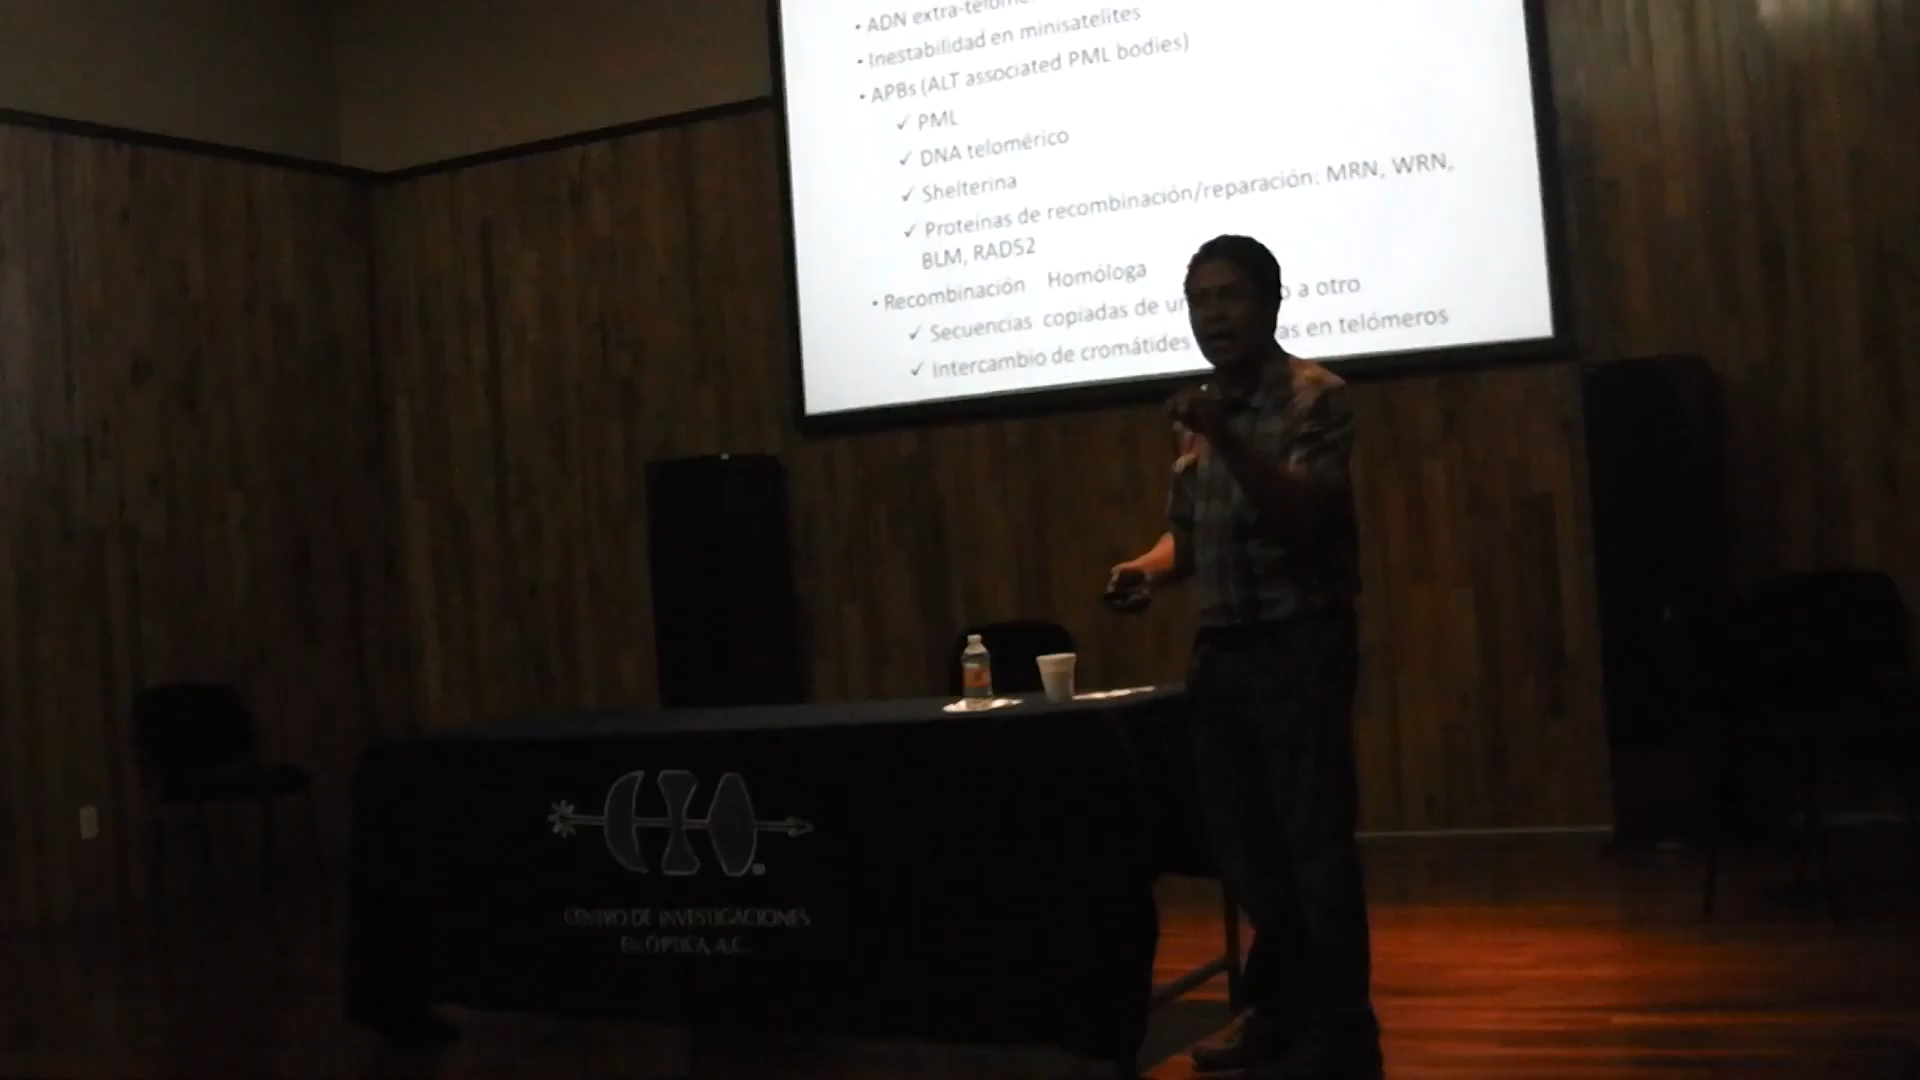 • ADN extra-telom
• Inestabilidad en minisatelites
• APBs (ALT associated PML bodies)
✓ PML
✓ DNA telomérico
✓ Shelterina
✓ Proteinas de recombinación/reparación: MRN, WRN,
BLM, RAD52
• Recombinación Homóloga
✓ Secuencias copiadas de un o a otro
✓ Intercambio de cromátides as en telómeros
CENTRO DE INVESTIGACIONES
EN ÓPTICA, A.C.